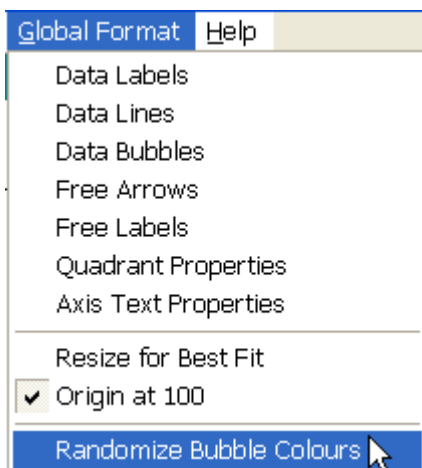 Global Format Help
Data Labels
Data Lines
Data Bubbles
Free Arrows
Free Labels
Quadrant Properties
Axis Text Properties
Resize for Best Fit
Origin at 100
Randomize Bubble Colours